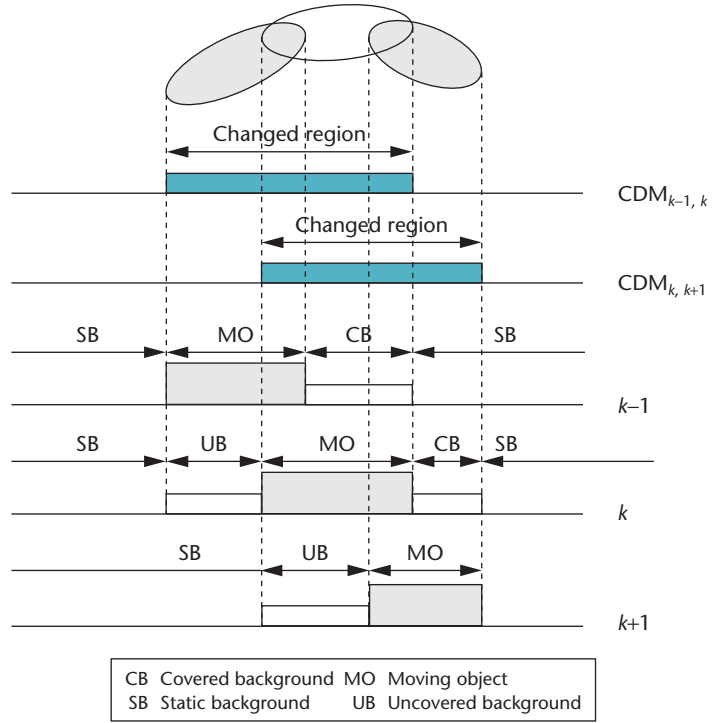 Changed region
CDMk–1, k
Changed region
CDMk, k+1
SB MO CB SB
k–1
SB UB MO CB SB
k
SB UB MO
k+1
CB Covered background MO Moving object
SB Static background UB Uncovered background